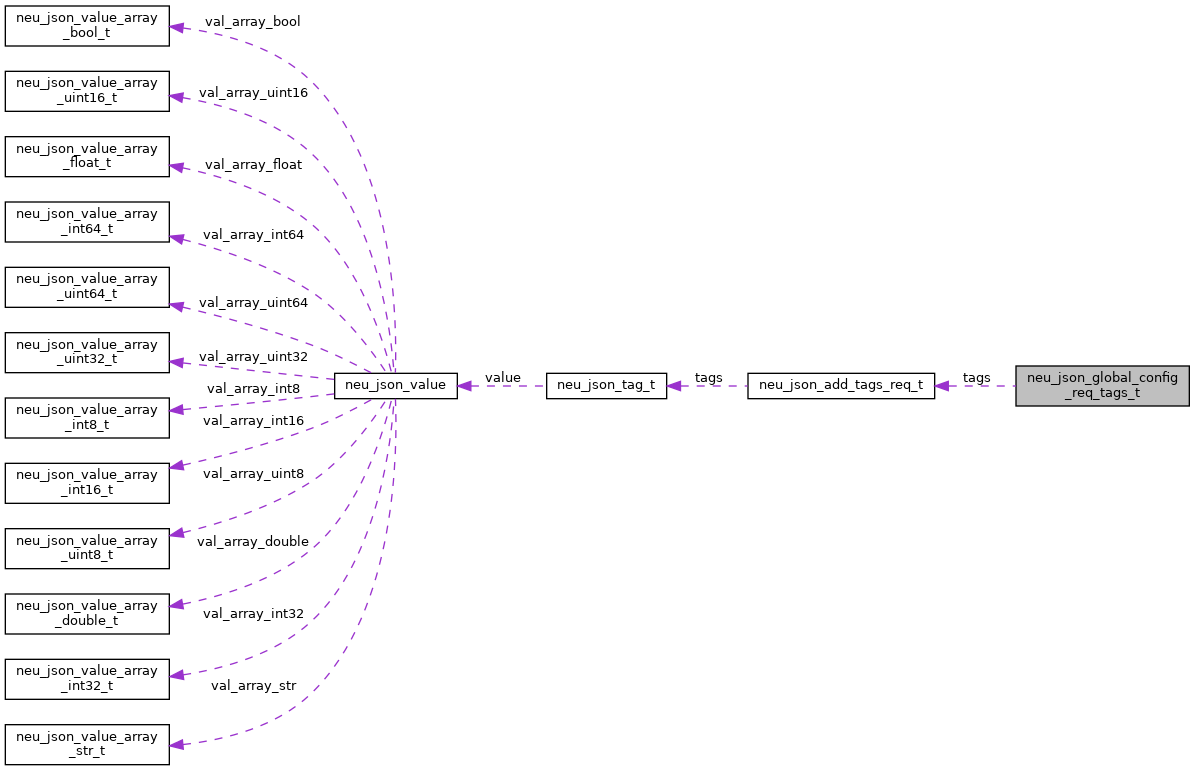 neu_json_value_array
_bool_t
val_array_bool
neu_json_value_array
_uint16_t
val_array_uint16
neu_json_value_array
_float_t
val_array_float
neu_json_value_array
_int64_t
val_array_int64
neu_json_value_array
_uint64_t
val_array_uint64
neu_json_value_array
_uint32_t
val_array_uint32
neu_json_value_array
_int8_t
val_array_int8
neu_json_value_array
_int16_t
val_array_int16
neu_json_value_array
_uint8_t
val_array_uint8
neu_json_value_array
_double_t
val_array_double
neu_json_value_array
_int32_t
val_array_int32
neu_json_value_array
_str_t
val_array_str
neu_json_value
value
neu_json_tag_t
tags
neu_json_add_tags_req_t
tags
neu_json_global_config
_req_tags_t